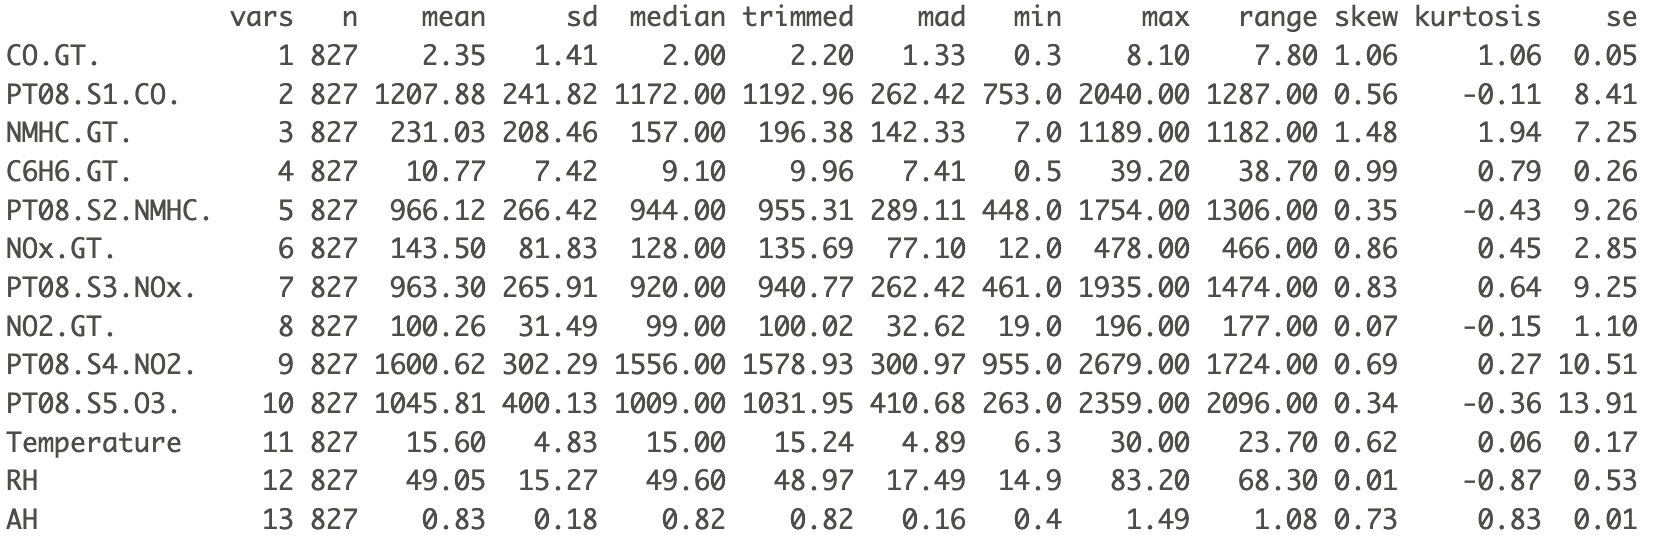 vars n mean sd median trimmed mad min max range skew kurtosis se
CO.GT. 1 827 2.35 1.41 2.00 2.20 1.33 0.3 8.10 7.80 1.06 1.06 0.05
PT08.S1.CO. 2 827 1207.88 241.82 1172.00 1192.96 262.42 753.0 2040.00 1287.00 0.56 -0.11 8.41
NMHC.GT. 3 827 231.03 208.46 157.00 196.38 142.33 7.0 1189.00 1182.00 1.48 1.94 7.25
C6H6.GT. 4 827 10.77 7.42 9.10 9.96 7.41 0.5 39.20 38.70 0.99 0.79 0.26
PT08.S2.NMHC. 5 827 966.12 266.42 944.00 955.31 289.11 448.0 1754.00 1306.00 0.35 -0.43 9.26
NOx.GT. 6 827 143.50 81.83 128.00 135.69 77.10 12.0 478.00 466.00 0.86 0.45 2.85
PT08.S3.NOx. 7 827 963.30 265.91 920.00 940.77 262.42 461.0 1935.00 1474.00 0.83 0.64 9.25
NO2.GT. 8 827 100.26 31.49 99.00 100.02 32.62 19.0 196.00 177.00 0.07 -0.15 1.10
PT08.S4.NO2. 9 827 1600.62 302.29 1556.00 1578.93 300.97 955.0 2679.00 1724.00 0.69 0.27 10.51
PT08.S5.O3. 10 827 1045.81 400.13 1009.00 1031.95 410.68 263.0 2359.00 2096.00 0.34 -0.36 13.91
Temperature 11 827 15.60 4.83 15.00 15.24 4.89 6.3 30.00 23.70 0.62 0.06 0.17
RH 12 827 49.05 15.27 49.60 48.97 17.49 14.9 83.20 68.30 0.01 -0.87 0.53
AH 13 827 0.83 0.18 0.82 0.82 0.16 0.4 1.49 1.08 0.73 0.83 0.01